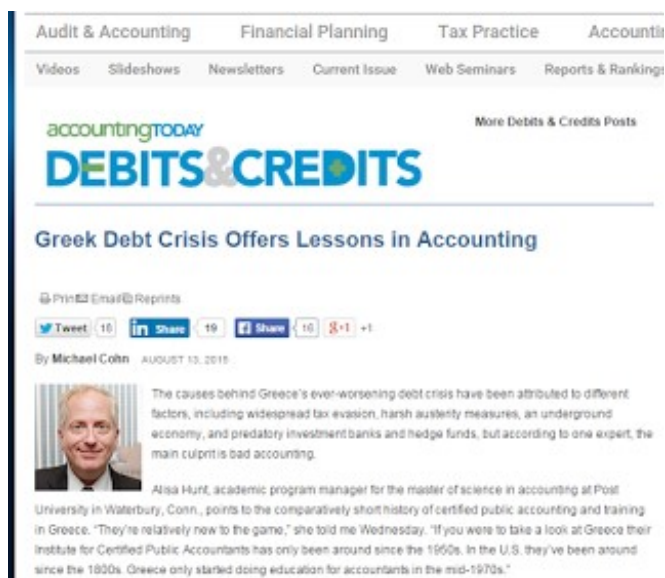 Audit & Accounting Financial Planning Tax Practice Accountin
Videos Slideshows Newsletters Current Issue Web Seminars Reports & Rankings
accountingTODAY
More Debits & Credits Posts
DEBITS&CREDITS
Greek Debt Crisis Offers Lessons in Accounting
Print Email Reprints
Tweet 16 in Share 19 f Share 16 g+1 +1
By Michael Cohn AUGUST 13, 2015
The causes behind Greece's ever-worsening debt crisis have been attributed to different
factors, including widespread tax evasion, harsh austerity measures, an underground
economy, and predatory investment banks and hedge funds, but according to one expert, the
main culprit is bad accounting.
Alisa Hunt, academic program manager for the master of science in accounting at Post
University in Waterbury, Conn., points to the comparatively short history of certified public accounting and training
in Greece. "They're relatively new to the game," she told me Wednesday. "If you were to take a look at Greece their
Institute for Certified Public Accountants has only been around since the 1950s. In the U.S. they've been around
since the 1800s. Greece only started doing education for accountants in the mid-1970s."